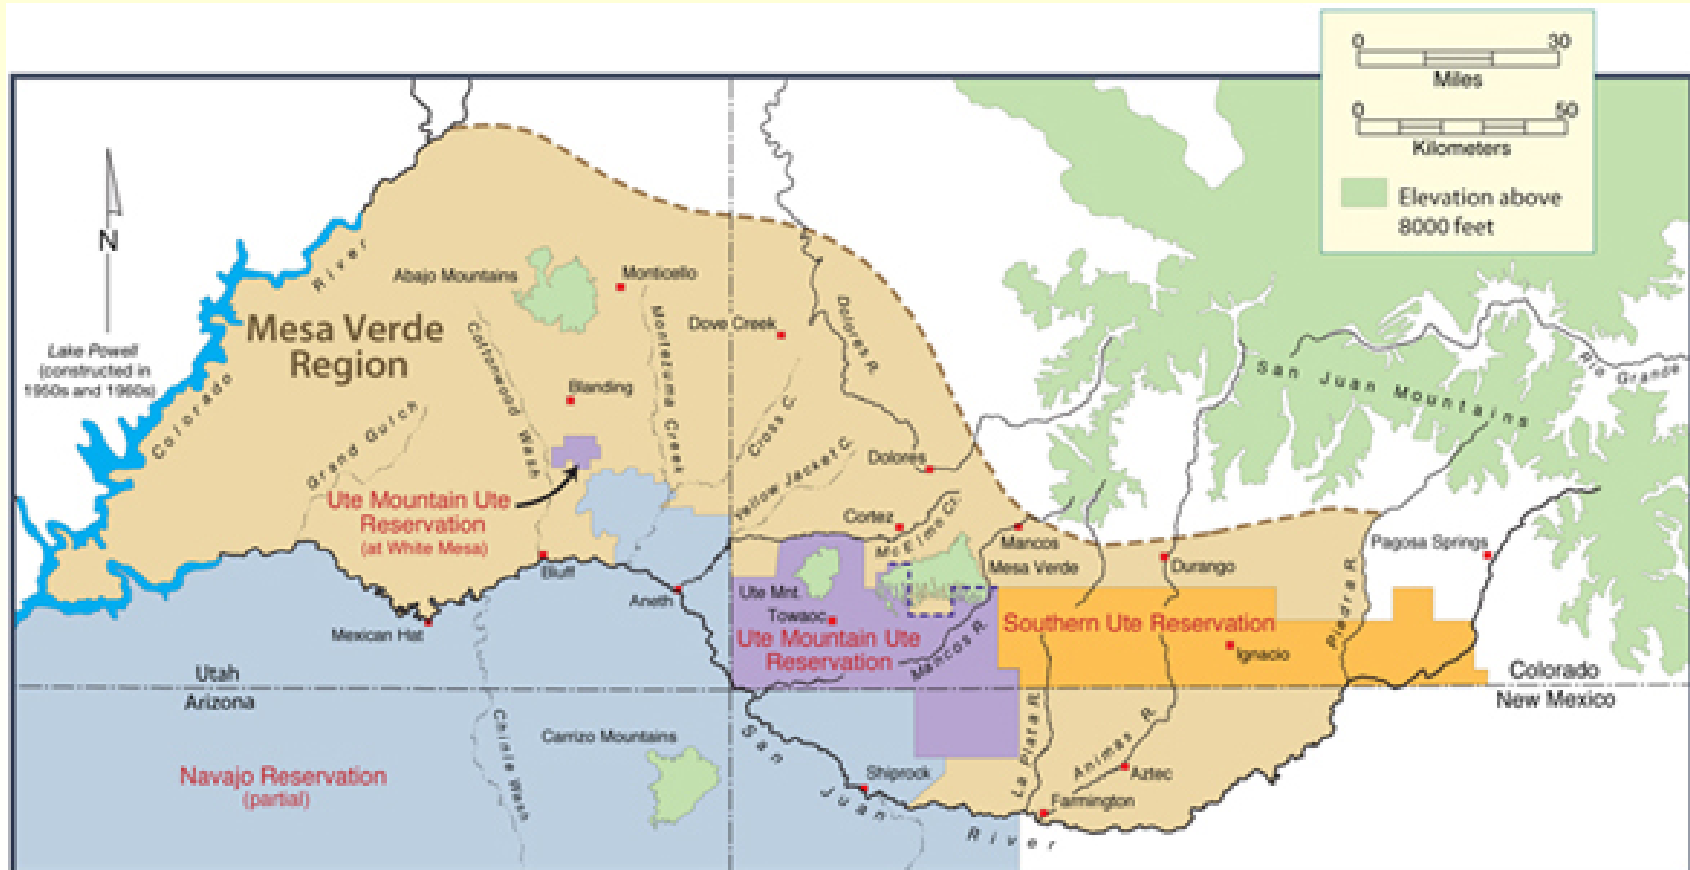 0 30
Miles
0 50
Kilometers
Elevation above
8000 feet
N
River
Abajo Mountains
Monticello
Mesa Verde
Region
Dove Creek
Dolores R.
Lake Powell
(constructed in
1950s and 1960s)
Colorado
Cottonwood Wash
Montezuma Creek
Blanding
Grand Gulch
Cross C.
Yellow Jacket C.
Dolores
San Juan Mountains
Rio Grande
Ute Mountain Ute
Reservation
(at White Mesa)
Cortez
McElmo Cr.
Mancos
Mesa Verde
Durango
Pagosa Springs
Piedra R.
Bluff
Aneth
Mexican Hat
Ute Mnt.
Towaoc
Ute Mountain Ute
Reservation
Mancos R.
Southern Ute Reservation
Ignacio
Utah
Arizona
Colorado
New Mexico
Carrizo Mountains
Chinle Wash
Navajo Reservation
(partial)
San Juan River
Shiprock
La Plata R.
Animas R.
Aztec
Farmington